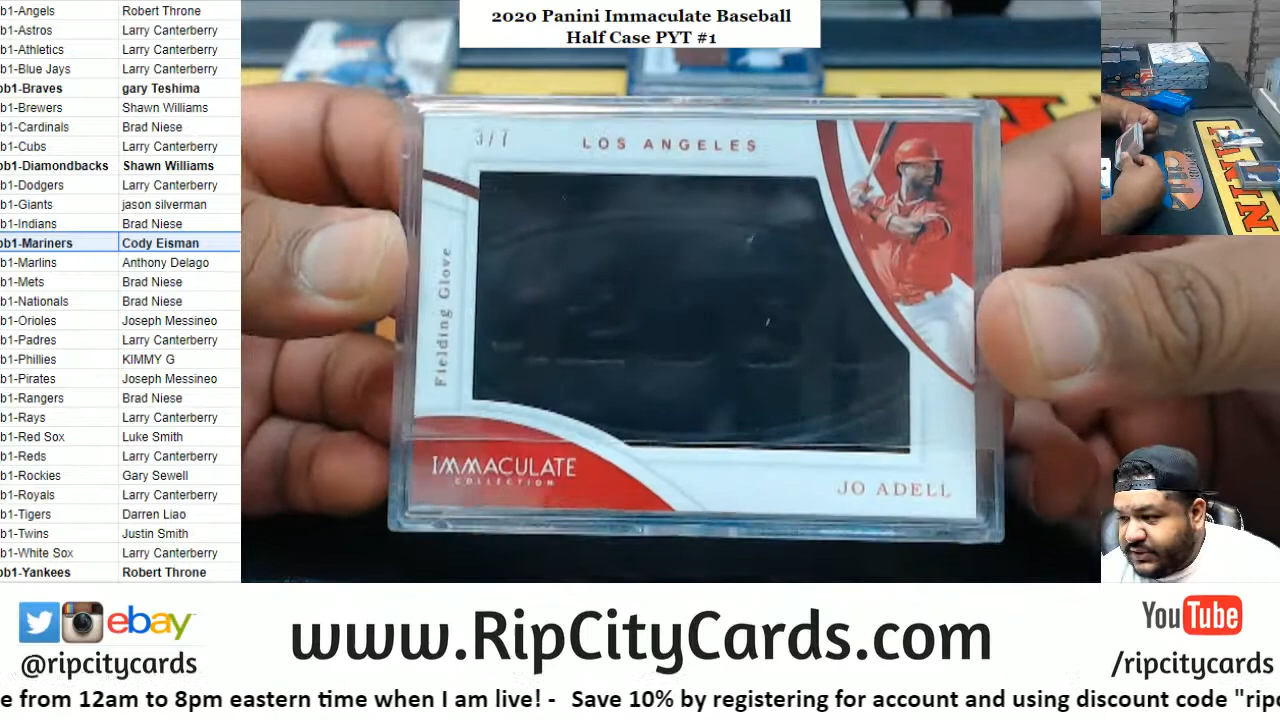 2020 Panini Immaculate Baseball
Half Case PYT #1
b1-Angels Robert Throne
b1-Astros Larry Canterberry
b1-Athletics Larry Canterberry
b1-Blue Jays Larry Canterberry
bb1-Braves gary Teshima
b1-Brewers Shawn Williams
b1-Cardinals Brad Niese
b1-Cubs Larry Canterberry
bb1-Diamondbacks Shawn Williams
b1-Dodgers Larry Canterberry
b1-Giants jason silverman
b1-Indians Brad Niese
bb1-Mariners Cody Eisman
b1-Marlins Anthony Delago
b1-Mets Brad Niese
b1-Nationals Brad Niese
b1-Orioles Joseph Messineo
b1-Padres Larry Canterberry
b1-Phillies KIMMY G
b1-Pirates Joseph Messineo
b1-Rangers Brad Niese
b1-Rays Larry Canterberry
b1-Red Sox Luke Smith
b1-Reds Larry Canterberry
b1-Rockies Gary Sewell
b1-Royals Larry Canterberry
b1-Tigers Darren Liao
b1-Twins Justin Smith
b1-White Sox Larry Canterberry
bb1-Yankees Robert Throne
3/7
LOS ANGELES
Fielding Glove
IMMACULATE
COLLECTION
JO ADELL
ebay
@ripcitycards
www.RipCityCards.com
YouTube
/ripcitycards
e from 12am to 8pm eastern time when I am live! - Save 10% by registering for account and using discount code "ripc